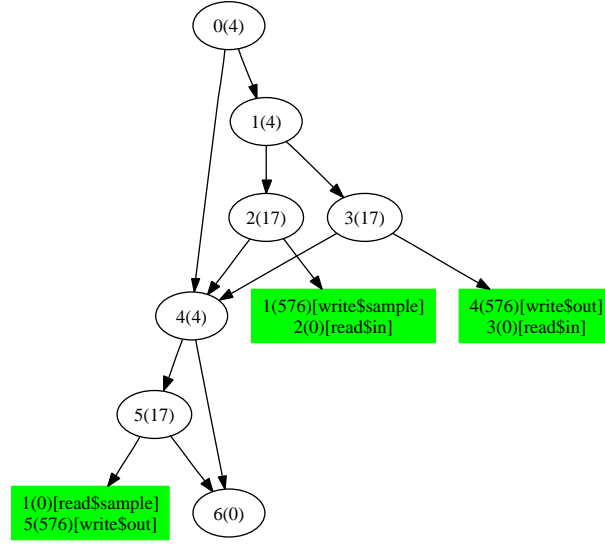 0(4)
1(4)
2(17)
3(17)
1(576)[write$sample]
2(0)[read$in]
4(576)[write$out]
3(0)[read$in]
4(4)
5(17)
1(0)[read$sample]
5(576)[write$out]
6(0)